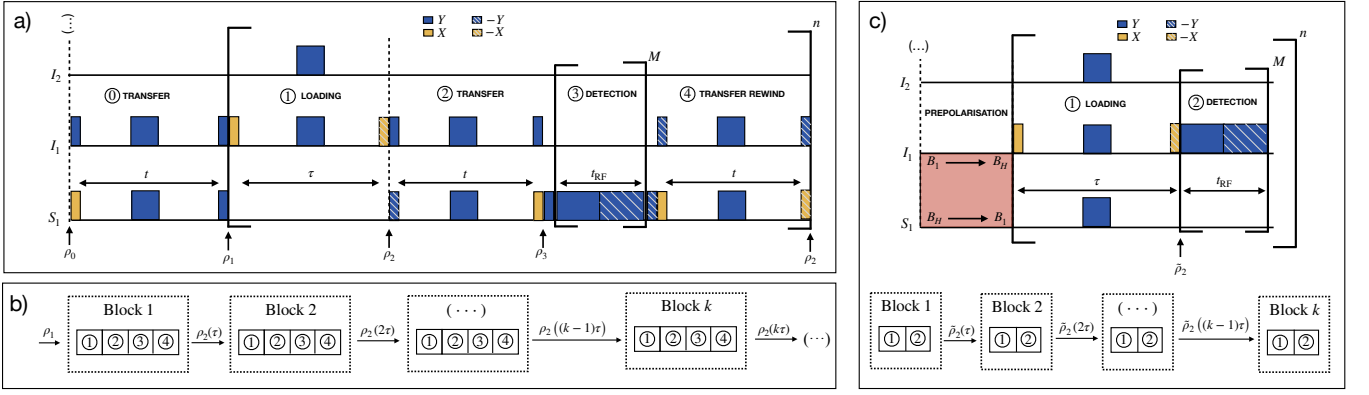 a)
(...)
Y
-Y
X
-X
n
M
I₂
⓪ TRANSFER
① LOADING
② TRANSFER
③ DETECTION
④ TRANSFER REWIND
I₁
t
τ
t
t_RF
t
S₁
ρ₀
ρ₁
ρ₂
ρ₃
ρ₂
b)
ρ₁
Block 1
① ② ③ ④
ρ₂(τ)
Block 2
① ② ③ ④
ρ₂(2τ)
(···)
① ② ③ ④
ρ₂((k−1)τ)
Block k
① ② ③ ④
ρ₂(kτ)
(···)
c)
(...)
Y
-Y
X
-X
n
M
I₂
PREPOLARISATION
① LOADING
② DETECTION
I₁
B₁ → B_H
τ
t_RF
B_H → B₁
S₁
ρ̃₂
Block 1
① ②
ρ̃₂(τ)
Block 2
① ②
ρ̃₂(2τ)
(···)
① ②
ρ̃₂((k−1)τ)
Block k
① ②